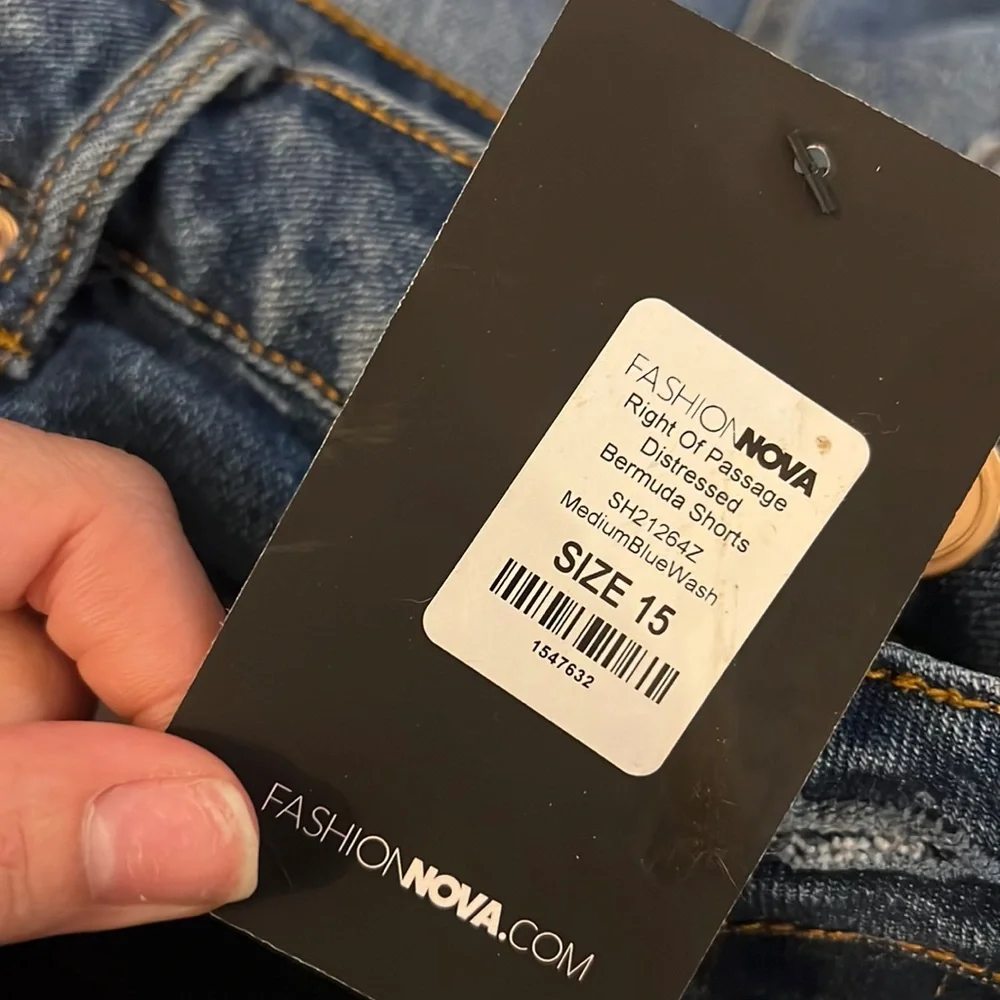 FASHIONNOVA
Right Of Passage
Distressed
Bermuda Shorts
SH21264Z
MediumBlueWash
SIZE 15
1547632
FASHIONNOVA.COM